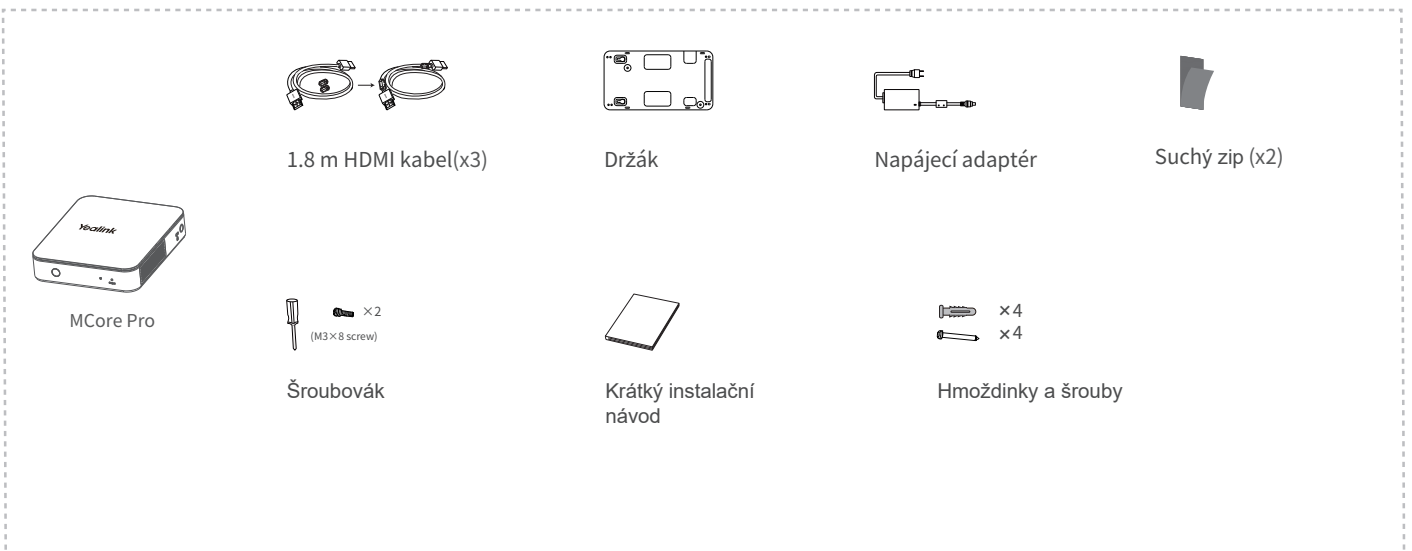 1.8 m HDMI kabel(x3)
Držák
Napájecí adaptér
Suchý zip (x2)
Yealink
MCore Pro
×2
(M3×8 screw)
Šroubovák
Krátký instalační
návod
×4
×4
Hmoždinky a šrouby